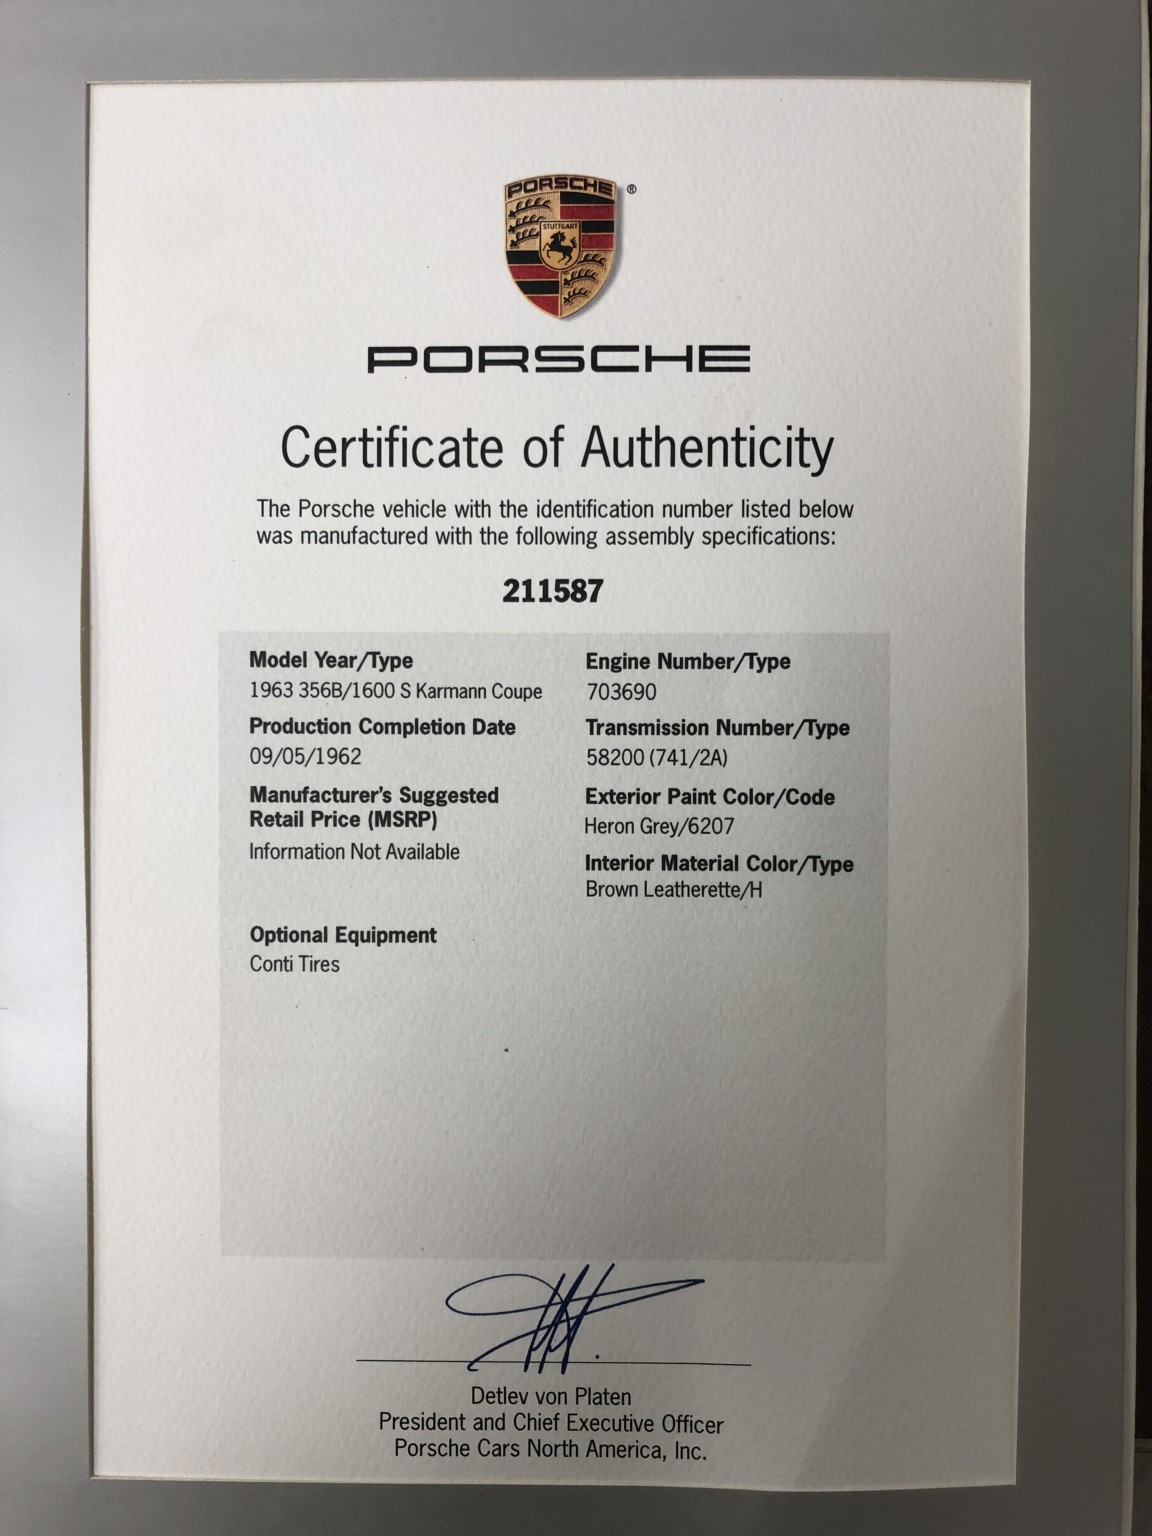 PORSCHE ®
STUTTGART
PORSCHE
Certificate of Authenticity
The Porsche vehicle with the identification number listed below
was manufactured with the following assembly specifications:
211587
Model Year/Type
1963 356B/1600 S Karmann Coupe
Production Completion Date
09/05/1962
Manufacturer's Suggested
Retail Price (MSRP)
Information Not Available
Optional Equipment
Conti Tires
Engine Number/Type
703690
Transmission Number/Type
58200 (741/2A)
Exterior Paint Color/Code
Heron Grey/6207
Interior Material Color/Type
Brown Leatherette/H
Detlev von Platen
President and Chief Executive Officer
Porsche Cars North America, Inc.